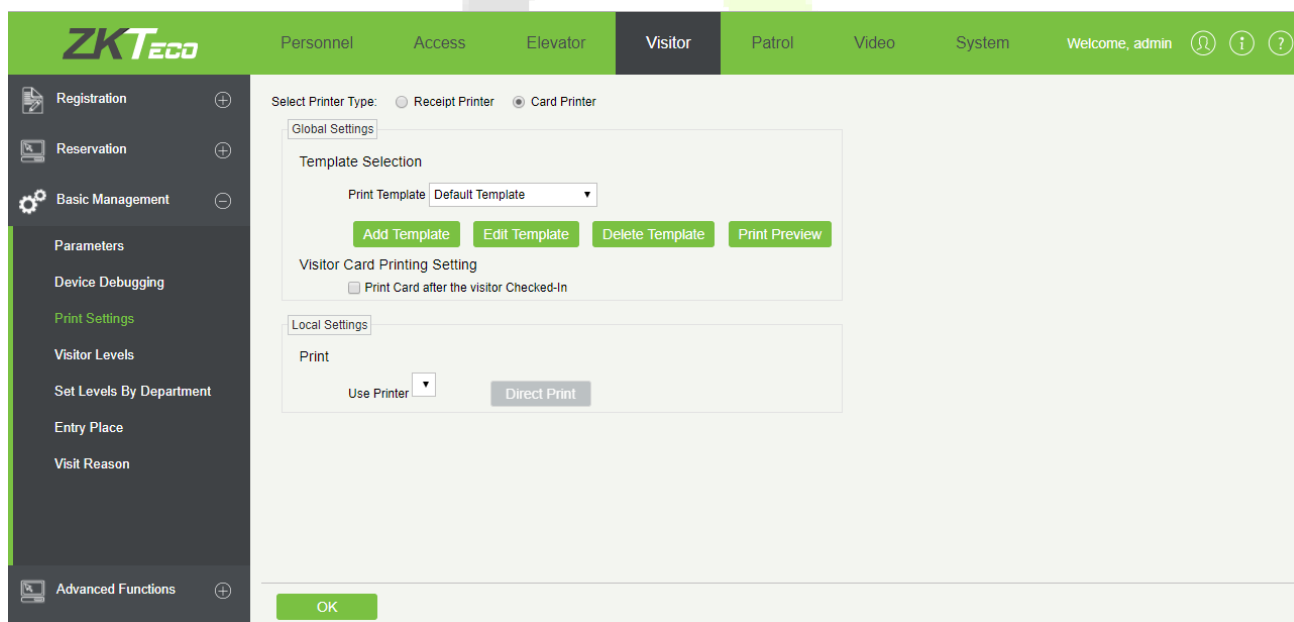 ZKTECO
Personnel Access Elevator Visitor Patrol Video System Welcome, admin
Registration
Reservation
Basic Management
Parameters
Device Debugging
Print Settings
Visitor Levels
Set Levels By Department
Entry Place
Visit Reason
Advanced Functions
Select Printer Type: Receipt Printer Card Printer
Global Settings
Template Selection
Print Template Default Template
Add Template Edit Template Delete Template Print Preview
Visitor Card Printing Setting
Print Card after the visitor Checked-In
Local Settings
Print
Use Printer Direct Print
OK